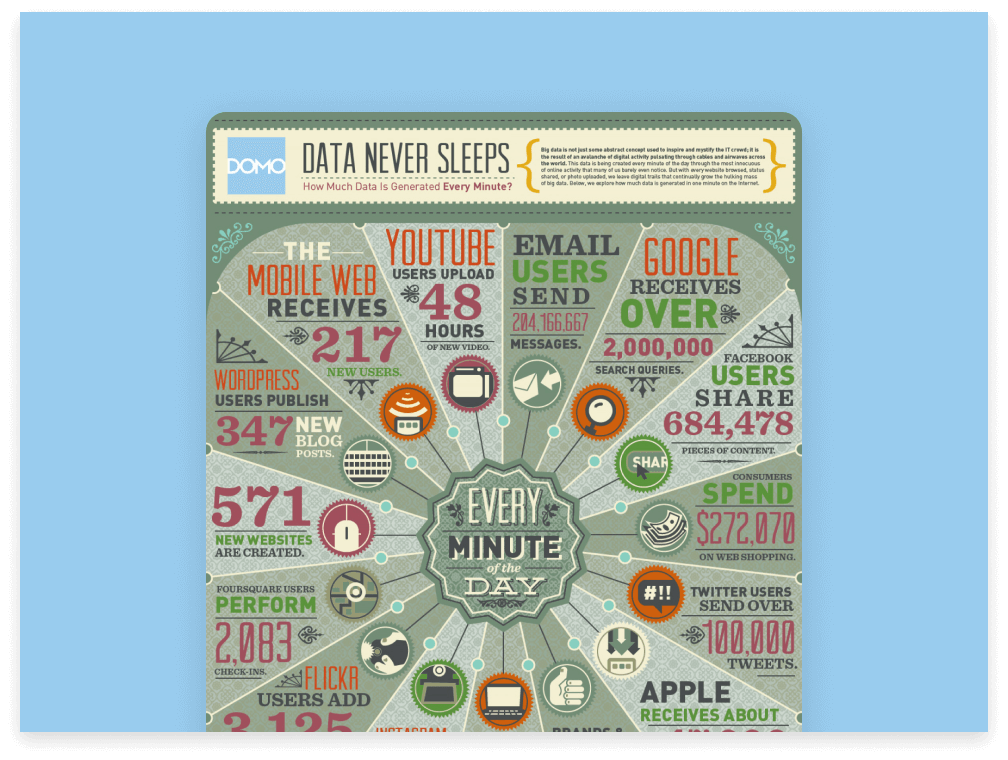 DOMO
DATA NEVER SLEEPS
How Much Data Is Generated Every Minute?
Big data is not just some abstract concept used to inspire and mystify the IT crowd; it is
the result of an avalanche of digital activity pulsating through cables and airwaves across
the world. This data is being created every minute of the day through the most innocuous
of online activity that many of us barely even notice. But with every website browsed, status
shared, or photo uploaded, we leave digital trails that continually grow the hulking mass
of big data. Below, we explore how much data is generated in one minute on the Internet.
THE
MOBILE WEB
RECEIVES
217
NEW USERS.
YOUTUBE
USERS UPLOAD
48
HOURS
OF NEW VIDEO.
EMAIL
USERS
SEND
204,166,667
MESSAGES.
GOOGLE
RECEIVES
OVER
2,000,000
SEARCH QUERIES.
FACEBOOK
USERS
SHARE
684,478
PIECES OF CONTENT.
SHAR
CONSUMERS
SPEND
$272,070
ON WEB SHOPPING.
TWITTER USERS
SEND OVER
100,000
TWEETS.
#!!
APPLE
RECEIVES ABOUT
WORDPRESS
USERS PUBLISH
347 NEW
BLOG
POSTS.
571
NEW WEBSITES
ARE CREATED.
FOURSQUARE USERS
PERFORM
2,083
CHECK-INS.
FLICKR
USERS ADD
3,125
INSTAGRAM
BRANDS &
EVERY
MINUTE
of the
DAY